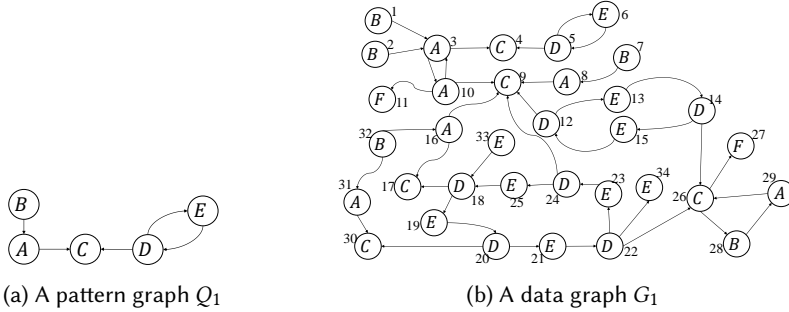 B 1
B 2
A 3
C 4
D 5
E 6
B 7
A 8
C 9
A 10
F 11
D 12
E 13
D 14
E 15
A 16
C 17
D 18
E 19
D 20
E 21
D 22
E 23
D 24
E 25
C 26
F 27
B 28
A 29
C 30
A 31
B 32
E 33
E 34
B
A C D E
(a) A pattern graph Q1
(b) A data graph G1